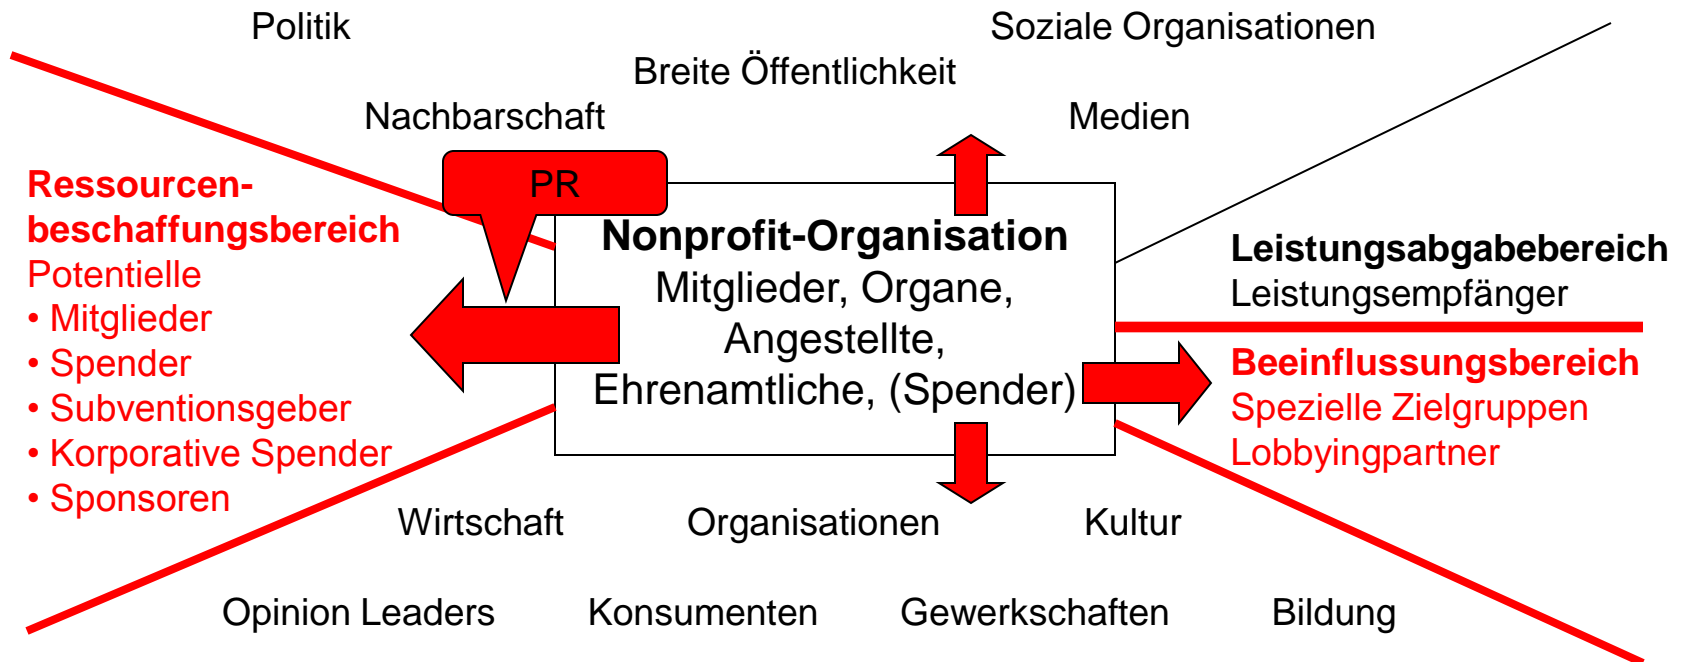 Politik
Soziale Organisationen
Breite Öffentlichkeit
Nachbarschaft
Medien
PR
Ressourcen-
beschaffungsbereich
Potentielle
• Mitglieder
• Spender
• Subventionsgeber
• Korporative Spender
• Sponsoren
Nonprofit-Organisation
Mitglieder, Organe,
Angestellte,
Ehrenamtliche, (Spender)
Leistungsabgabebereich
Leistungsempfänger
Beeinflussungsbereich
Spezielle Zielgruppen
Lobbyingpartner
Wirtschaft
Organisationen
Kultur
Opinion Leaders
Konsumenten
Gewerkschaften
Bildung